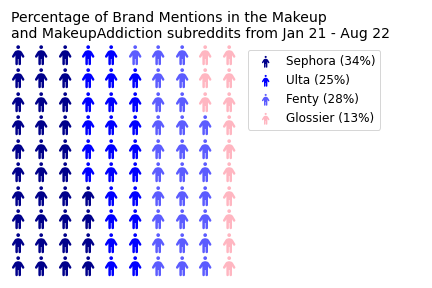 Percentage of Brand Mentions in the Makeup
and MakeupAddiction subreddits from Jan 21 - Aug 22
Sephora (34%)
Ulta (25%)
Fenty (28%)
Glossier (13%)